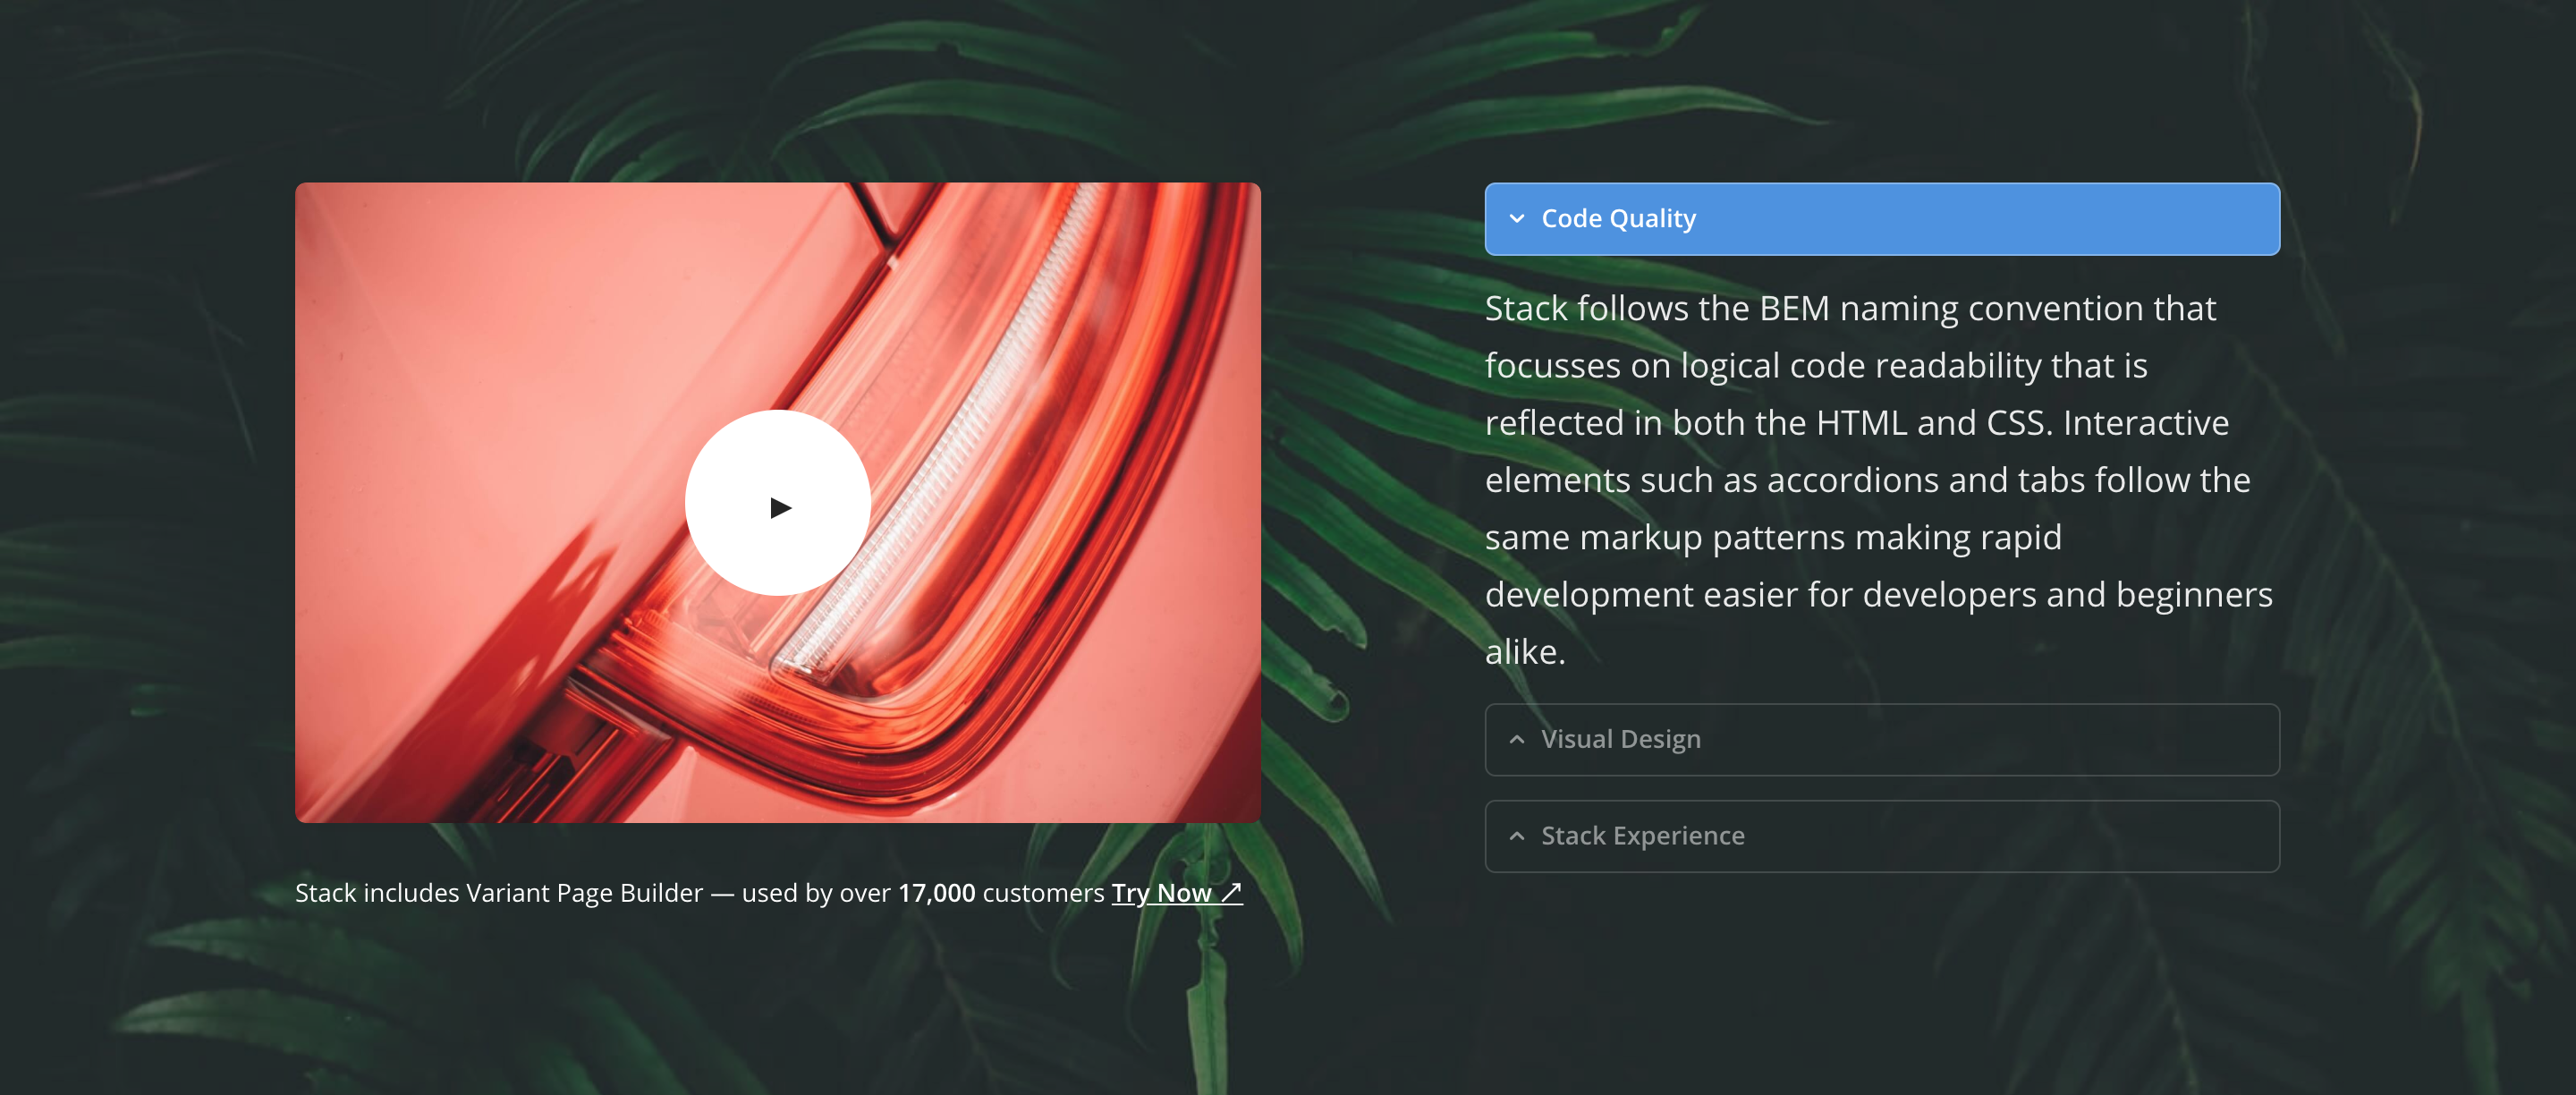 Code Quality
Stack follows the BEM naming convention that
focusses on logical code readability that is
reflected in both the HTML and CSS. Interactive
elements such as accordions and tabs follow the
same markup patterns making rapid
development easier for developers and beginners
alike.
Visual Design
Stack Experience
Stack includes Variant Page Builder — used by over 17,000 customers Try Now ↗